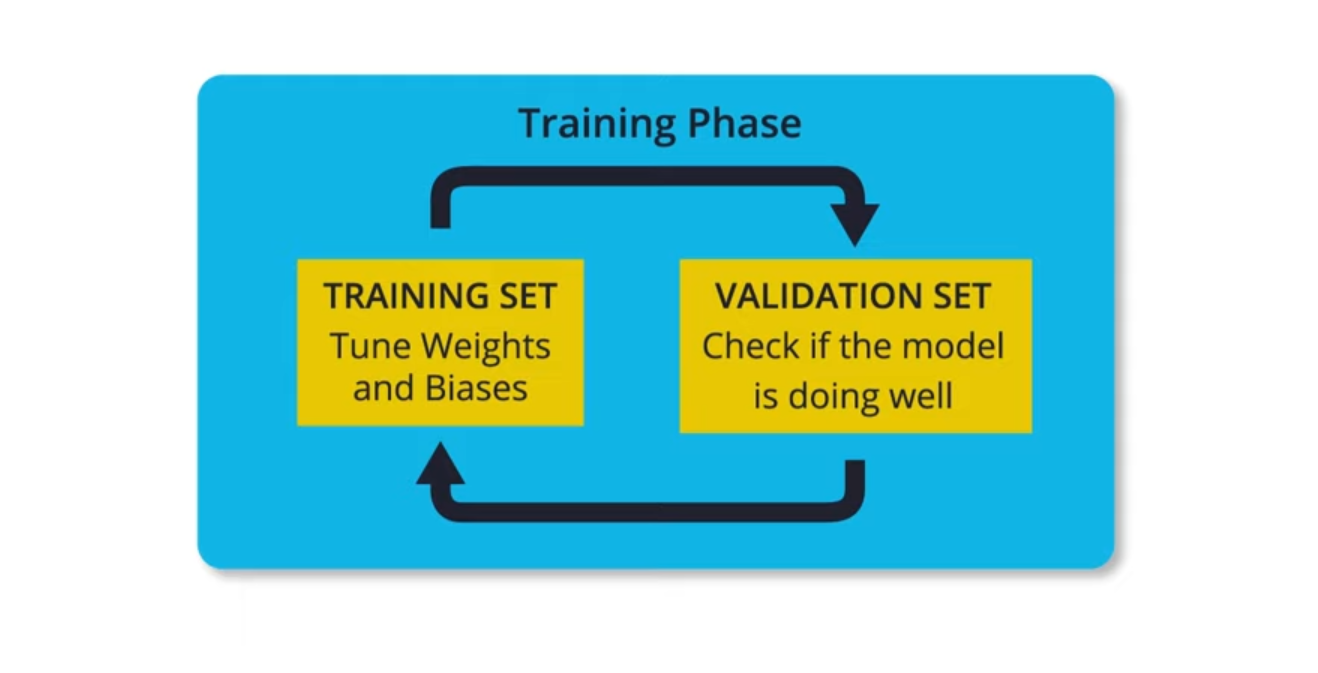 Training Phase
TRAINING SET
Tune Weights
and Biases
VALIDATION SET
Check if the model
is doing well